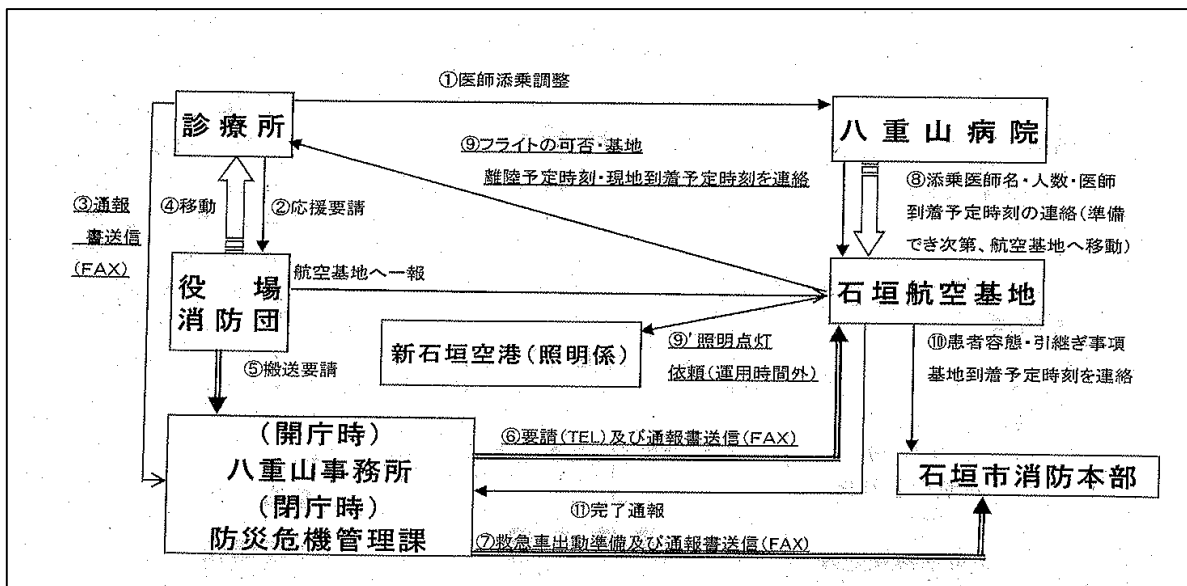 ①医師添乗調整
診療所
八重山病院
⑨フライトの可否・基地
離陸予定時刻・現地到着予定時刻を連絡
⑧添乗医師名・人数・医師
到着予定時刻の連絡(準備
でき次第、航空基地へ移動)
③通報
書送信
(FAX)
④移動
②応援要請
役場
消防団
航空基地へ一報
石垣航空基地
新石垣空港(照明係)
⑨'照明点灯
依頼(運用時間外)
⑩患者容態・引継ぎ事項
基地到着予定時刻を連絡
⑤搬送要請
(開庁時)
八重山事務所
(閉庁時)
防災危機管理課
⑥要請(TEL)及び通報書送信(FAX)
石垣市消防本部
⑪完了通報
⑦救急車出動準備及び通報書送信(FAX)